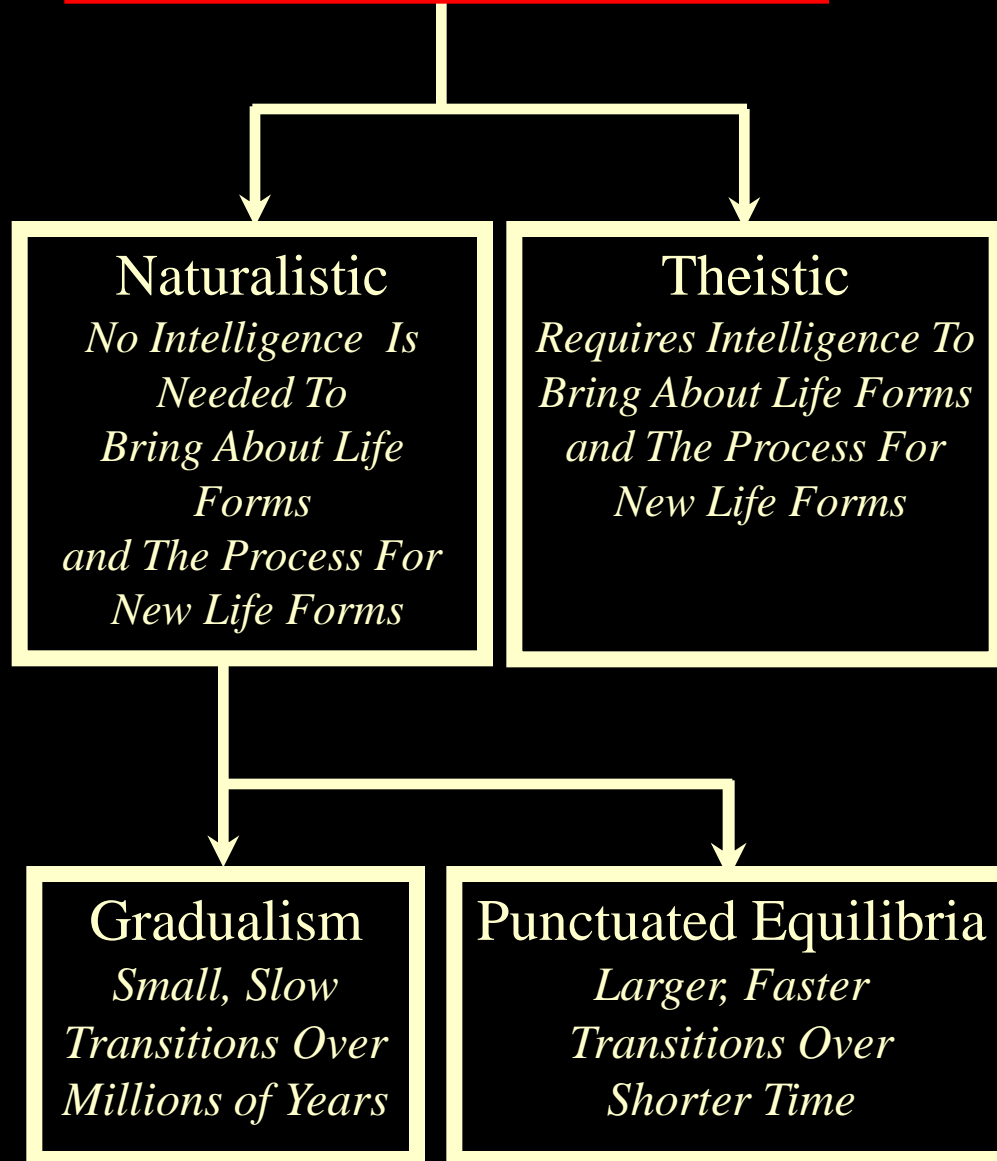 Naturalistic
No Intelligence Is
Needed To
Bring About Life
Forms
and The Process For
New Life Forms
Theistic
Requires Intelligence To
Bring About Life Forms
and The Process For
New Life Forms
Gradualism
Small, Slow
Transitions Over
Millions of Years
Punctuated Equilibria
Larger, Faster
Transitions Over
Shorter Time